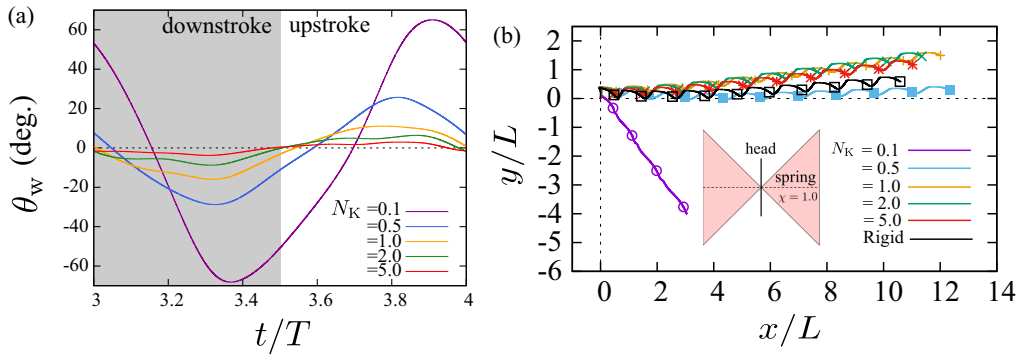 (a)
downstroke upstroke
60
40
20
0
-20
-40
-60
θw (deg.)
NK =0.1
=0.5
=1.0
=2.0
=5.0
3 3.2 3.4 3.6 3.8 4
t/T
(b)
2
1
0
-1
-2
-3
-4
-5
-6
y/L
head
spring
χ = 1.0
NK = 0.1
= 0.5
= 1.0
= 2.0
= 5.0
Rigid
0 2 4 6 8 10 12 14
x/L